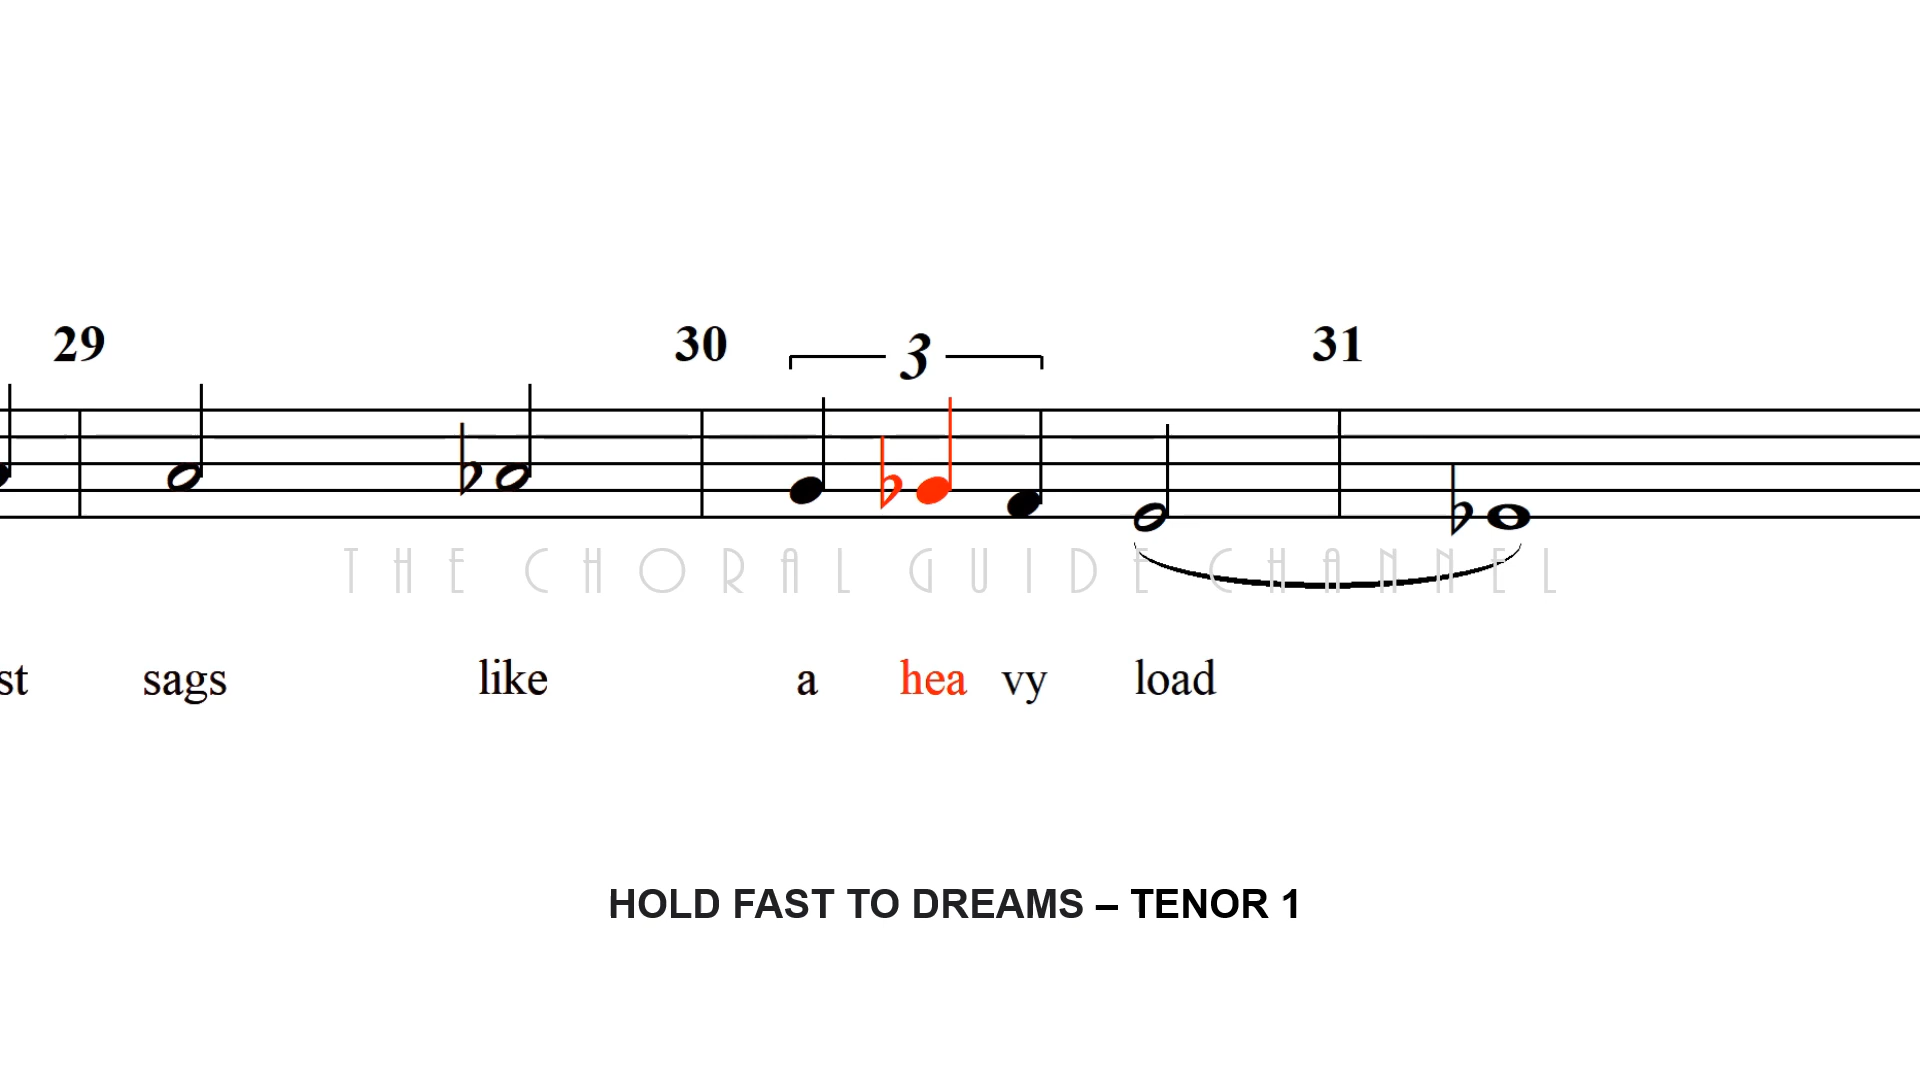 29 30 31
3
THE CHORAL GUIDE CHANNEL
st sags like a hea vy load
HOLD FAST TO DREAMS – TENOR 1